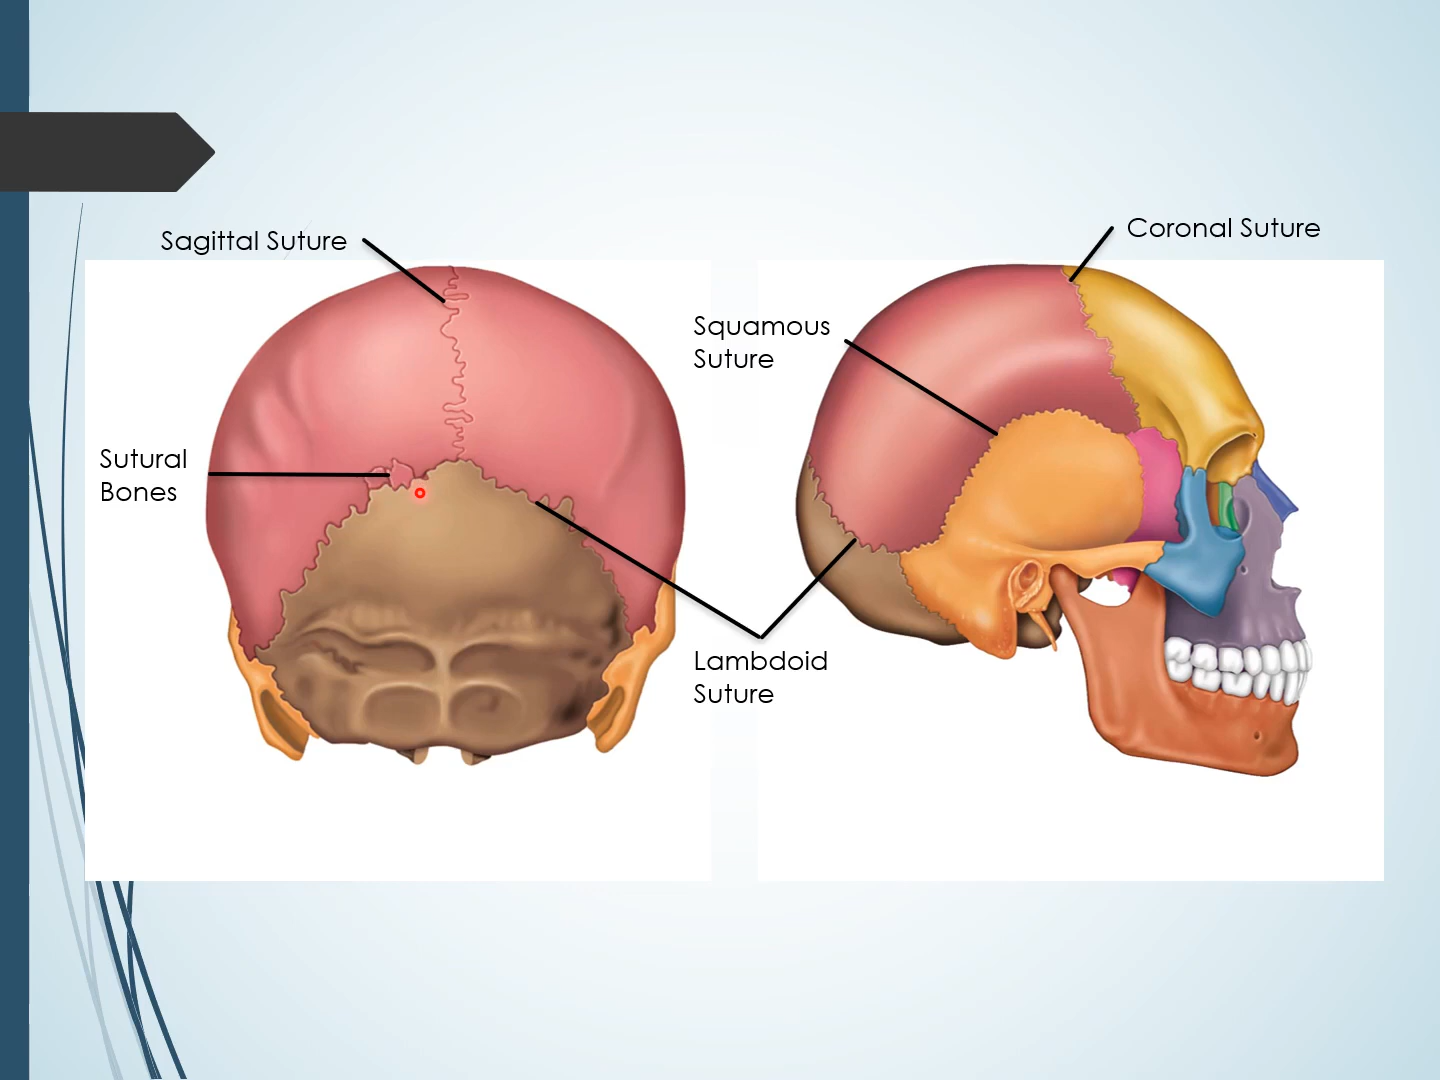 Sagittal Suture
Coronal Suture
Squamous
Suture
Sutural
Bones
Lambdoid
Suture